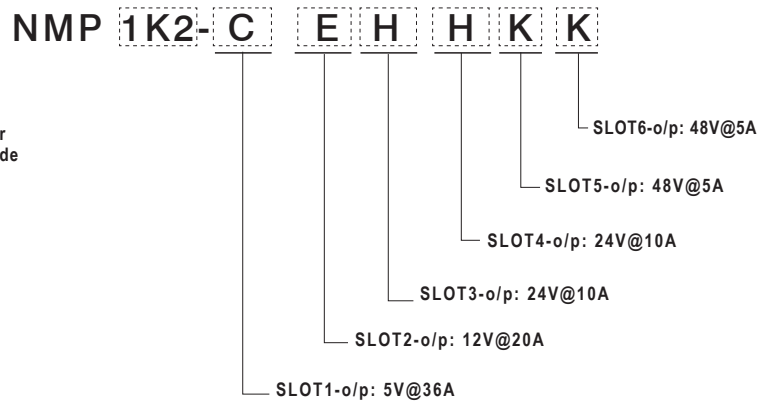 NMP 1K2-C E H H K K
r
de
SLOT6-o/p: 48V@5A
SLOT5-o/p: 48V@5A
SLOT4-o/p: 24V@10A
SLOT3-o/p: 24V@10A
SLOT2-o/p: 12V@20A
SLOT1-o/p: 5V@36A